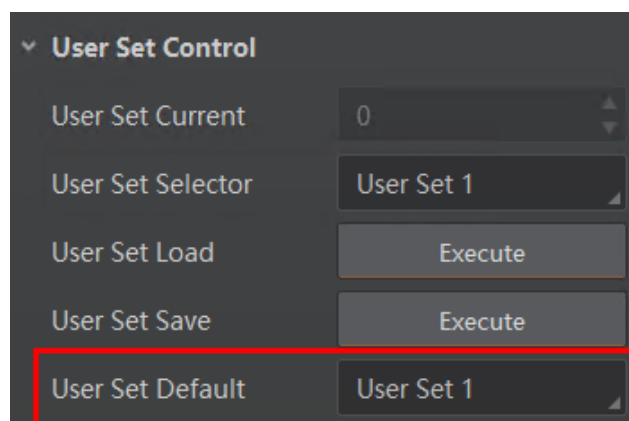 User Set Control
User Set Current 0
User Set Selector User Set 1
User Set Load Execute
User Set Save Execute
User Set Default User Set 1